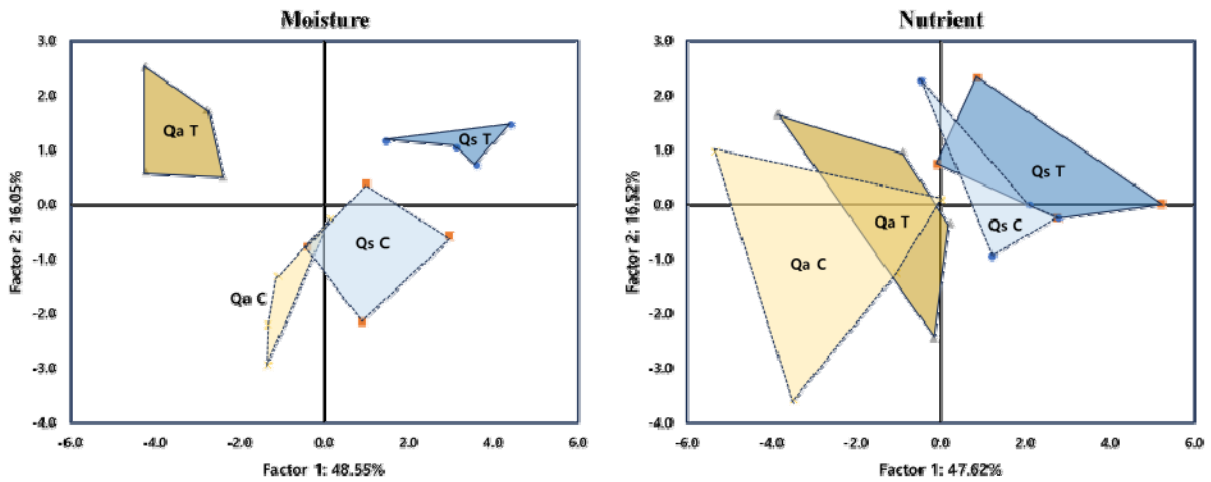 Moisture
3.0
2.0
1.0
0.0
-1.0
-2.0
-3.0
-4.0
-6.0 -4.0 -2.0 0.0 2.0 4.0 6.0
Factor 2: 16.05%
Factor 1: 48.55%
Qa T
Qs T
Qs C
Qa C
Nutrient
3.0
2.0
1.0
0.0
-1.0
-2.0
-3.0
-4.0
-6.0 -4.0 -2.0 0.0 2.0 4.0 6.0
Factor 2: 16.52%
Factor 1: 47.62%
Qs T
Qa T
Qs C
Qa C